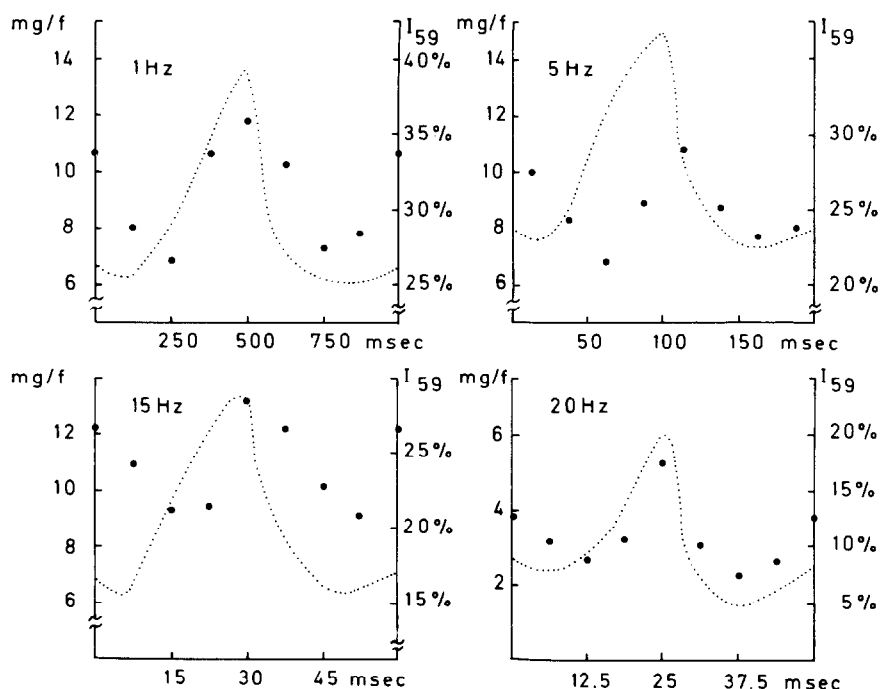 mg/f
I59
1Hz
14
12
10
8
6
40%
35%
30%
25%
250 500 750 msec
mg/f
I59
5Hz
14
12
10
8
6
30%
25%
20%
50 100 150 msec
mg/f
I59
15Hz
12
10
8
6
25%
20%
15%
15 30 45 msec
mg/f
I59
20Hz
6
4
2
20%
15%
10%
5%
12.5 25 37.5 msec